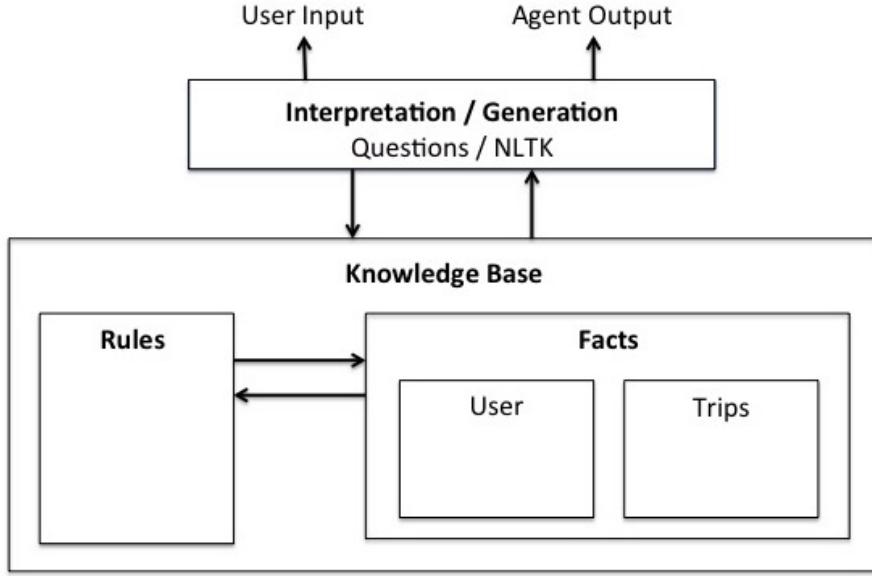 User Input
Agent Output
Interpretation / Generation
Questions / NLTK
Knowledge Base
Rules
Facts
User
Trips